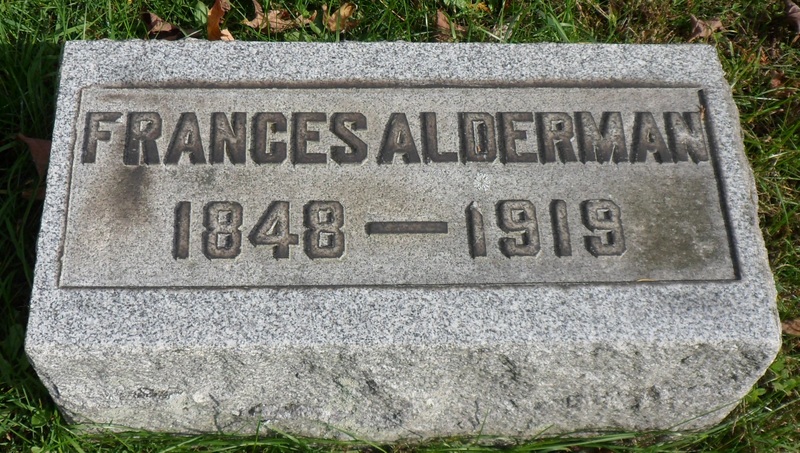 FRANCES ALDERMAN
1848 — 1919